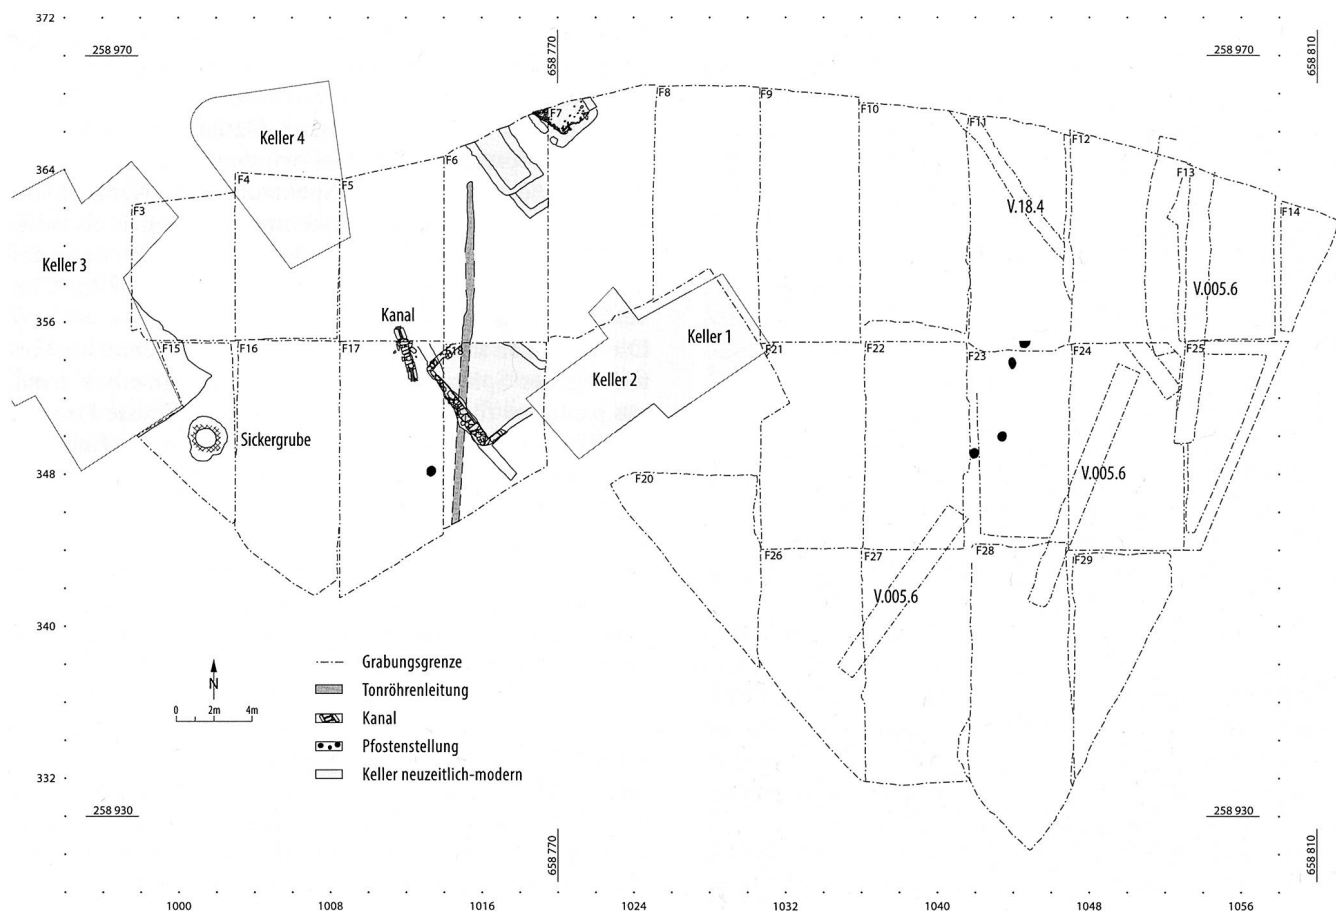 372
258 970
658 770
258 970
658 810
F8
F9
F10
F7
F11
F12
Keller 4
F6
364
F4
F5
F13
V.18.4
F3
F14
Keller 3
V.005.6
Kanal
356
Keller 1
F15
F16
F17
F18
F21
F22
F23
F24
F25
Keller 2
Sickergrube
348
F20
V.005.6
F26
F27
F28
F29
V.005.6
340
Grabungsgrenze
N
Tonröhrenleitung
0 2m 4m
Kanal
Pfostenstellung
Keller neuzeitlich-modern
332
258 930
658 770
258 930
658 810
1000
1008
1016
1024
1032
1040
1048
1056